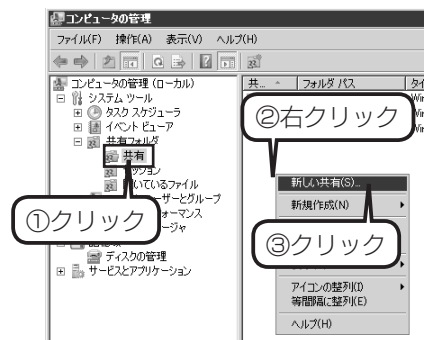 コンピュータの管理
ファイル(F) 操作(A) 表示(V) ヘルプ(H)
コンピュータの管理 (ローカル)
システム ツール
タスク スケジューラ
イベント ビューア
共有フォルダ
共有
セッション
開いているファイル
ーザーとグループ
ォーマンス
ージャ
ディスクの管理
サービスとアプリケーション
共... フォルダ パス タイ
Win
Win
Win
①クリック
②右クリック
③クリック
新しい共有(S)...
新規作成(N)
アイコンの整列(I)
等間隔に整列(E)
ヘルプ(H)